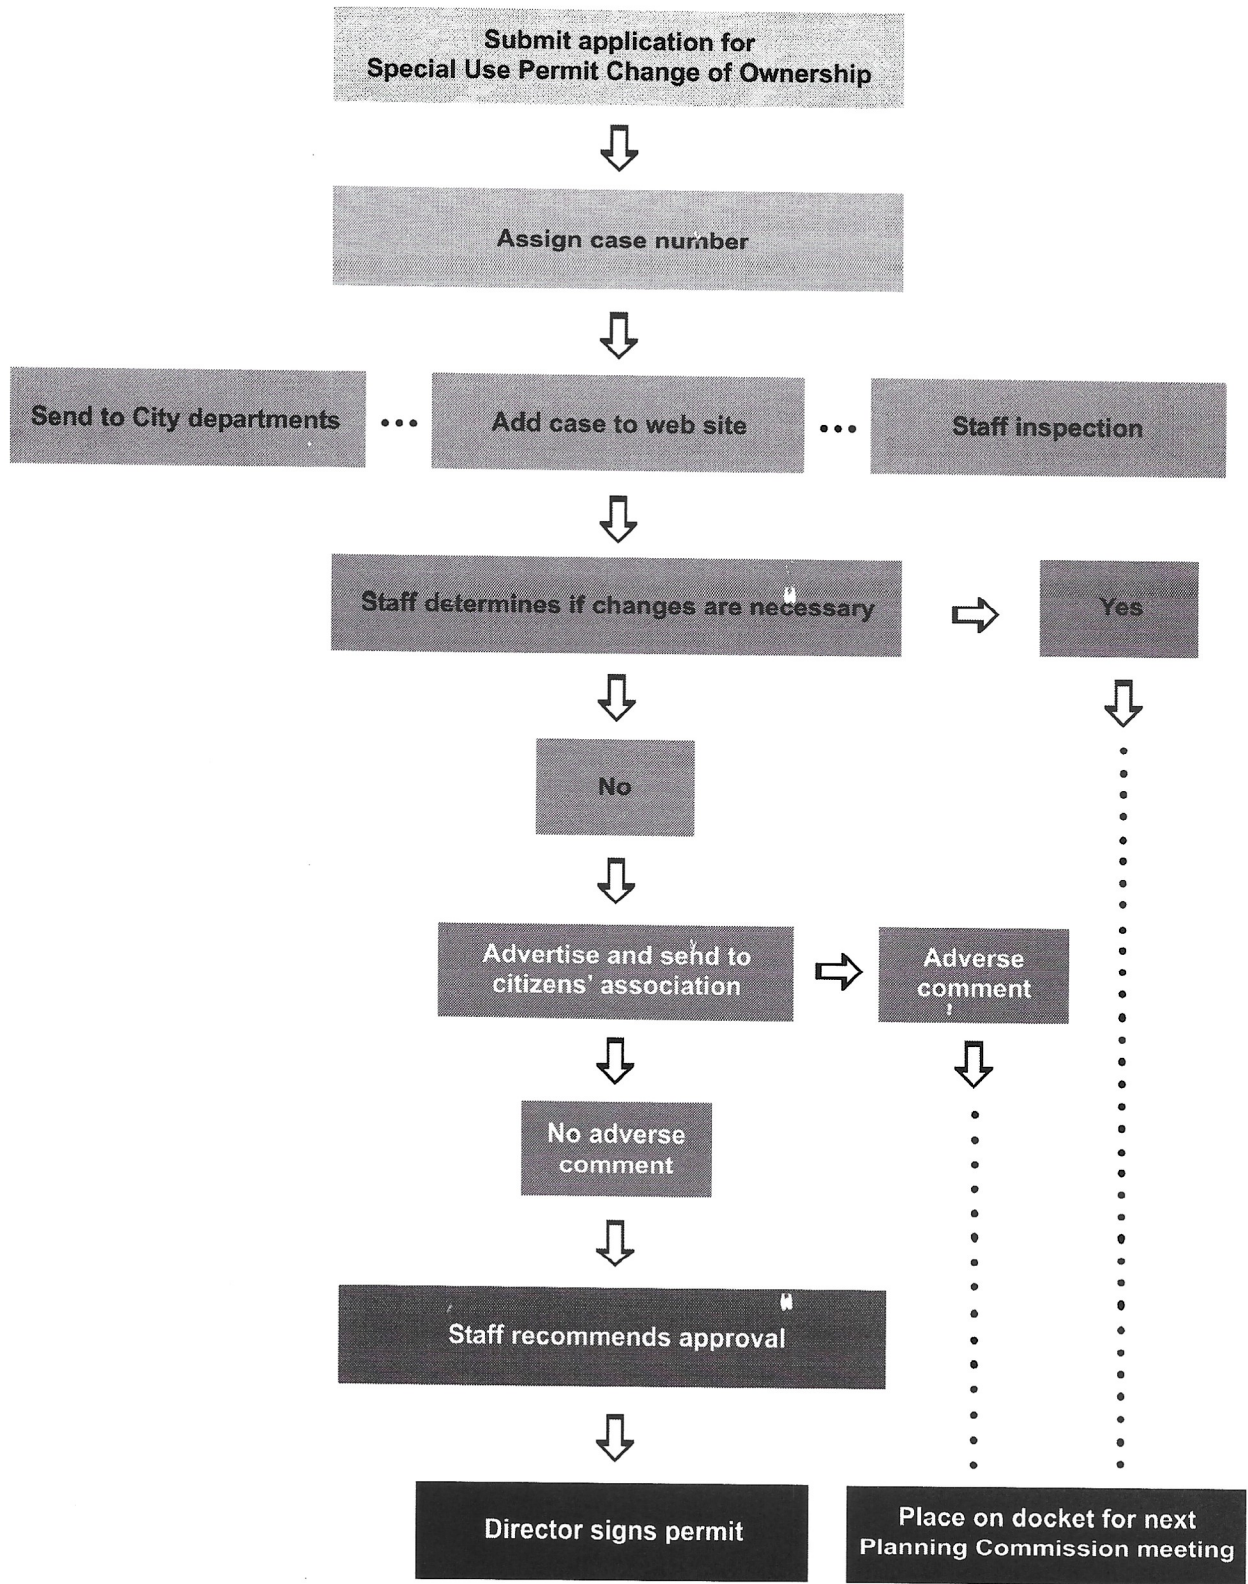 Submit application for
Special Use Permit Change of Ownership
Assign case number
Send to City departments
Add case to web site
Staff inspection
Staff determines if changes are necessary
Yes
No
Advertise and send to
citizens' association
Adverse
comment
No adverse
comment
Staff recommends approval
Director signs permit
Place on docket for next
Planning Commission meeting